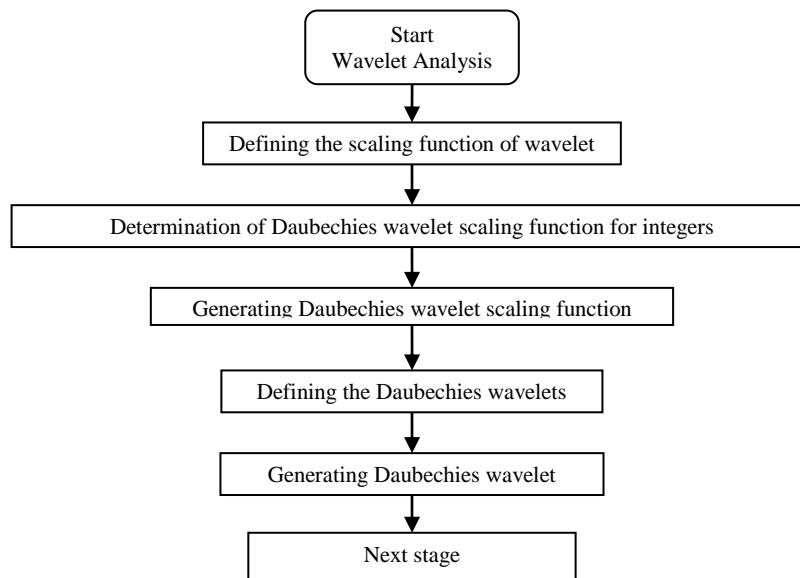 Start
Wavelet Analysis
Defining the scaling function of wavelet
Determination of Daubechies wavelet scaling function for integers
Generating Daubechies wavelet scaling function
Defining the Daubechies wavelets
Generating Daubechies wavelet
Next stage